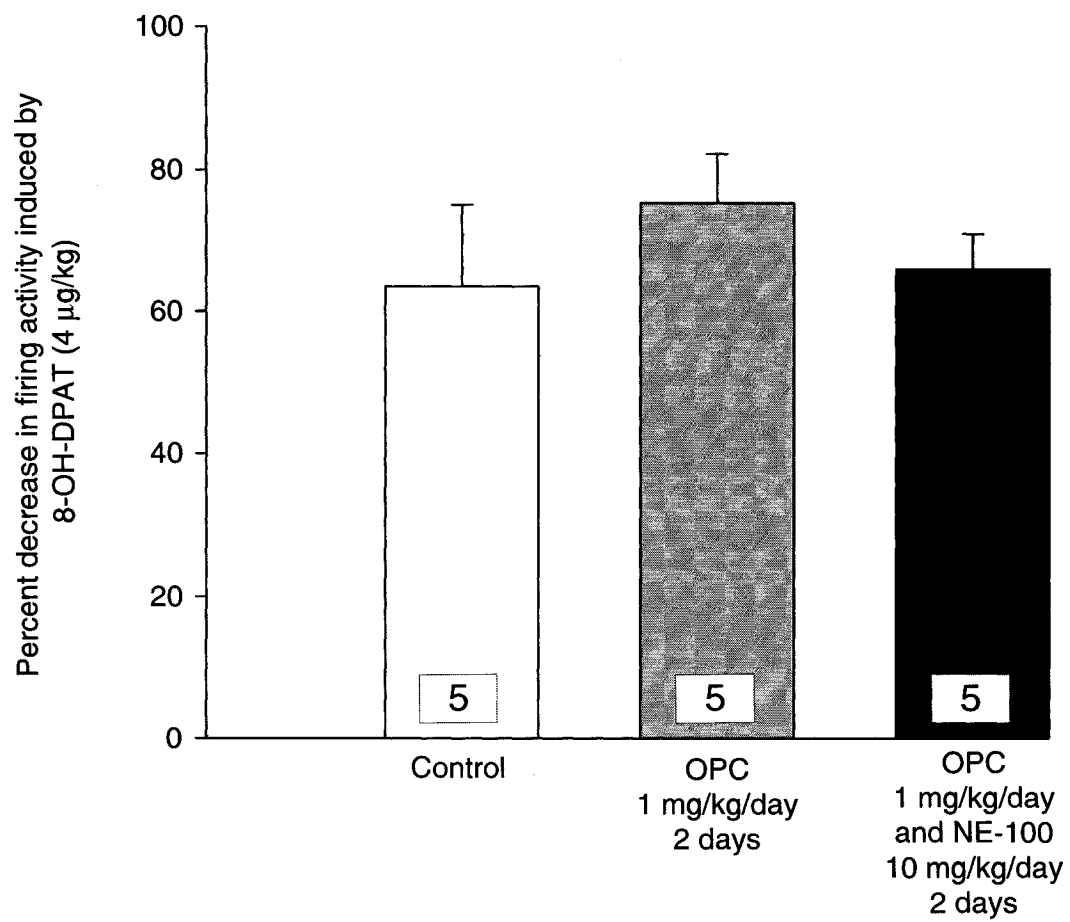 Percent decrease in firing activity induced by
8-OH-DPAT (4 μg/kg)
100
80
60
40
20
0
5
5
5
Control
OPC
1 mg/kg/day
2 days
OPC
1 mg/kg/day
and NE-100
10 mg/kg/day
2 days